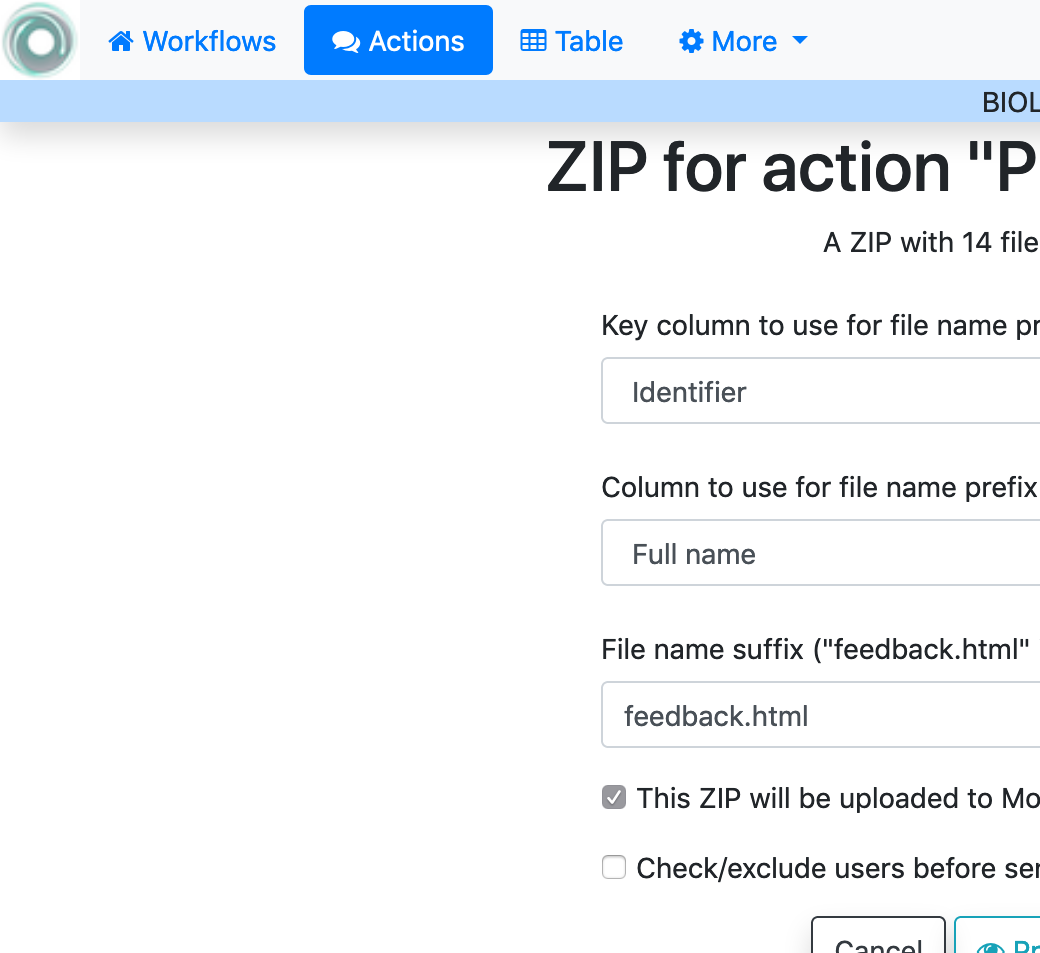 Workflows Actions Table More
BIOL
ZIP for action "P
A ZIP with 14 file
Key column to use for file name pr
Identifier
Column to use for file name prefix
Full name
File name suffix ("feedback.html"
feedback.html
This ZIP will be uploaded to Mo
Check/exclude users before ser
Cancel Pr